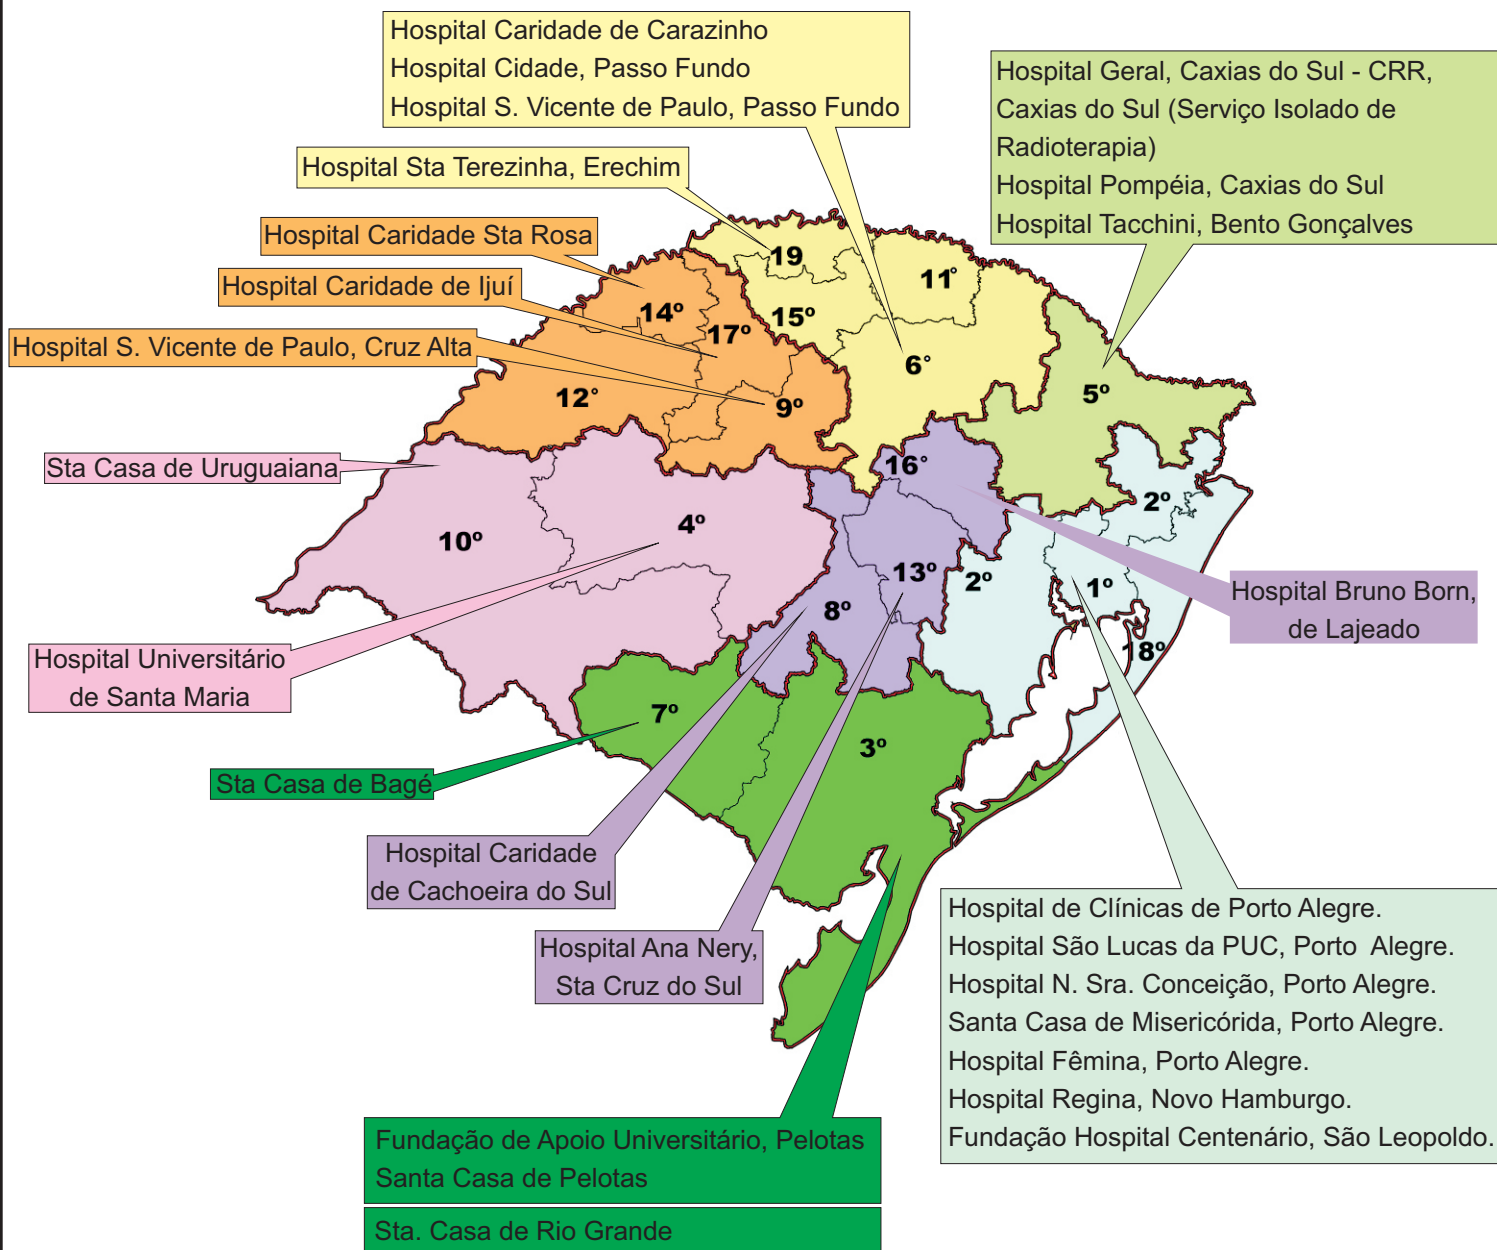 Hospital Caridade de Carazinho
Hospital Cidade, Passo Fundo
Hospital S. Vicente de Paulo, Passo Fundo
Hospital Geral, Caxias do Sul - CRR,
Caxias do Sul (Serviço Isolado de
Radioterapia)
Hospital Pompéia, Caxias do Sul
Hospital Tacchini, Bento Gonçalves
Hospital Sta Terezinha, Erechim
Hospital Caridade Sta Rosa
Hospital Caridade de Ijuí
Hospital S. Vicente de Paulo, Cruz Alta
Sta Casa de Uruguaiana
Hospital Universitário
de Santa Maria
Sta Casa de Bagé
Hospital Caridade
de Cachoeira do Sul
Hospital Ana Nery,
Sta Cruz do Sul
Hospital Bruno Born,
de Lajeado
Hospital de Clínicas de Porto Alegre.
Hospital São Lucas da PUC, Porto Alegre.
Hospital N. Sra. Conceição, Porto Alegre.
Santa Casa de Misericórida, Porto Alegre.
Hospital Fêmina, Porto Alegre.
Hospital Regina, Novo Hamburgo.
Fundação Hospital Centenário, São Leopoldo.
Fundação de Apoio Universitário, Pelotas
Santa Casa de Pelotas
Sta. Casa de Rio Grande
19
11°
14º
15º
17º
6°
12°
9º
5º
16°
2º
10º
4º
13º
2º
1º
8º
18º
7º
3º